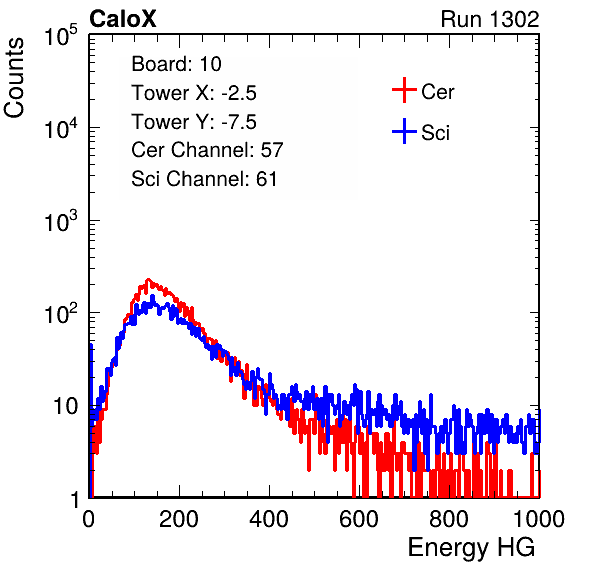 CaloX Run 1302
Counts
Board: 10
Tower X: -2.5
Tower Y: -7.5
Cer Channel: 57
Sci Channel: 61
Cer
Sci
10^5
10^4
10^3
10^2
10
1
0 200 400 600 800 1000
Energy HG